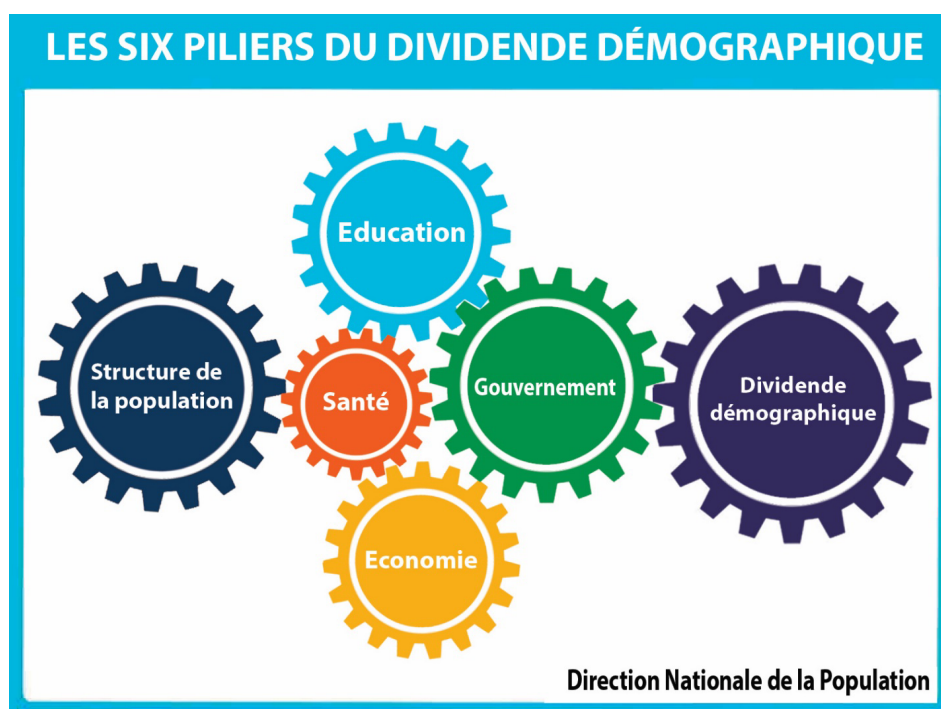 LES SIX PILIERS DU DIVIDENDE DÉMOGRAPHIQUE
Education
Structure de
la population
Santé
Gouvernement
Dividende
démographique
Economie
Direction Nationale de la Population